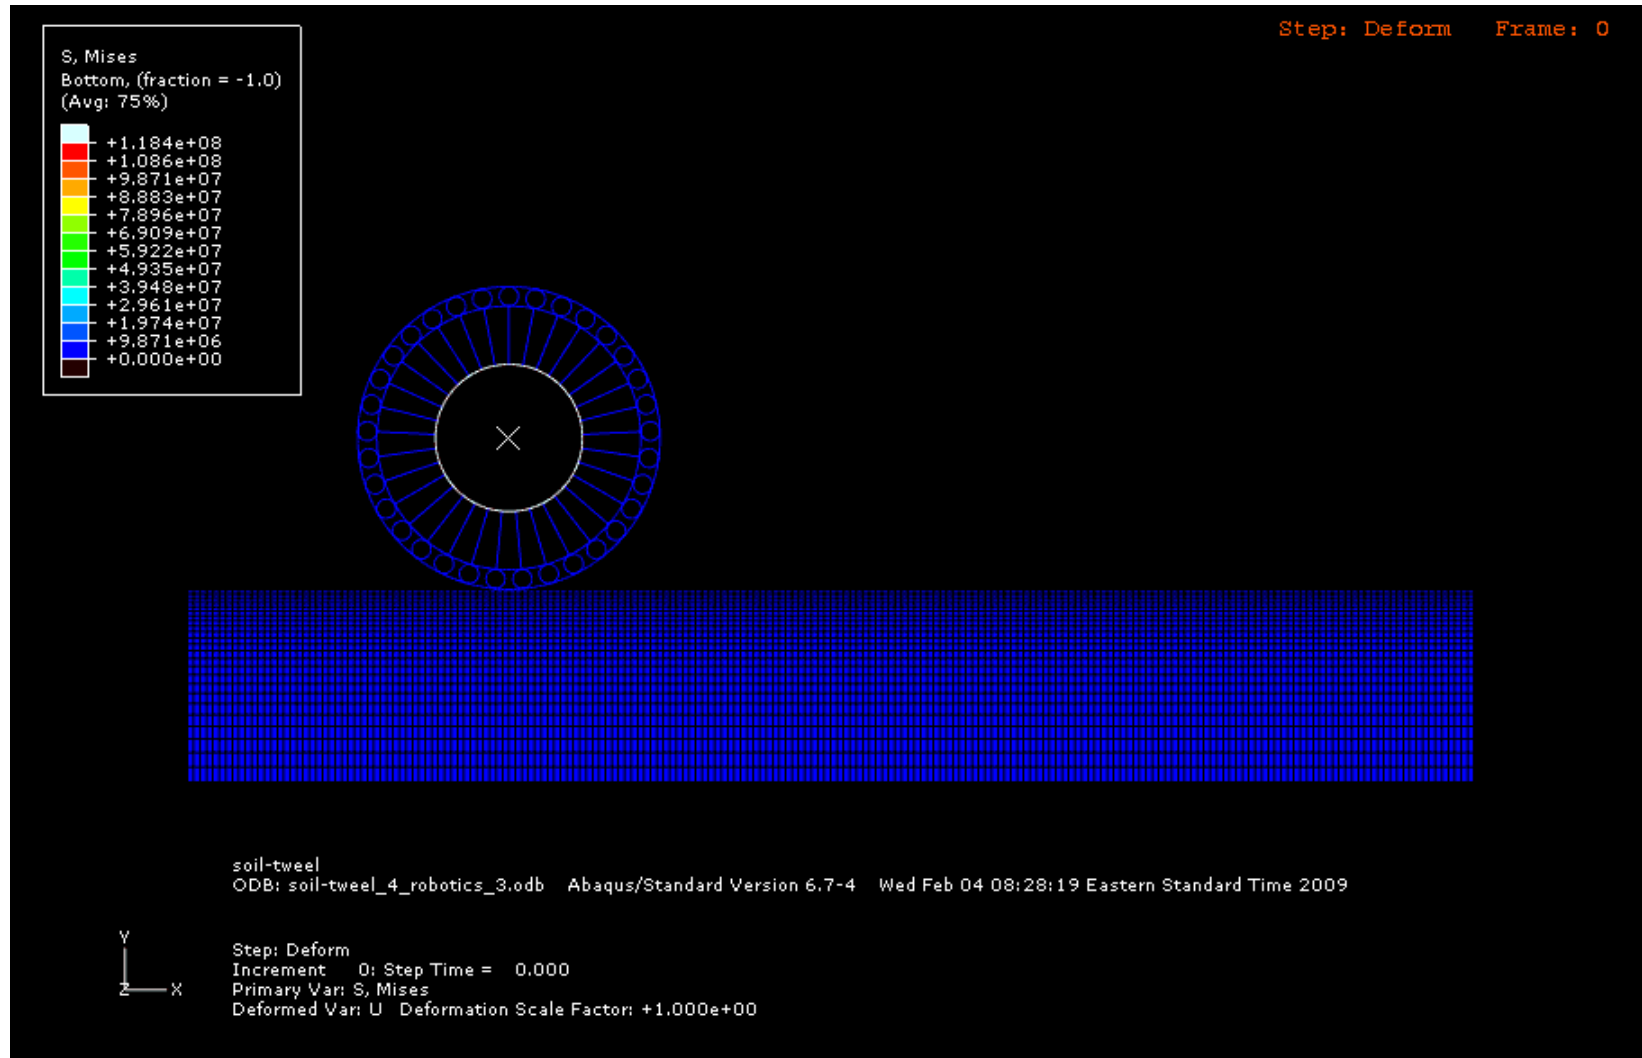 Step: Deform   Frame: 0
S, Mises
Bottom, (fraction = -1.0)
(Avg: 75%)
+1.184e+08
+1.086e+08
+9.871e+07
+8.883e+07
+7.896e+07
+6.909e+07
+5.922e+07
+4.935e+07
+3.948e+07
+2.961e+07
+1.974e+07
+9.871e+06
+0.000e+00
soil-tweel
ODB: soil-tweel_4_robotics_3.odb   Abaqus/Standard Version 6.7-4   Wed Feb 04 08:28:19 Eastern Standard Time 2009
Y
Z X
Step: Deform
Increment   0: Step Time =   0.000
Primary Var: S, Mises
Deformed Var: U   Deformation Scale Factor: +1.000e+00